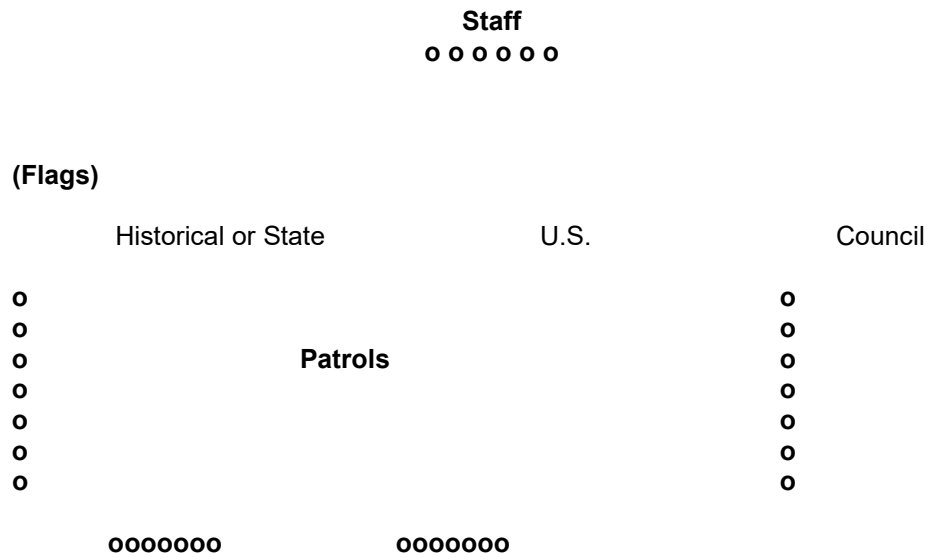 Staff
o o o o o o
(Flags)
Historical or State U.S. Council
o o
o o
o Patrols o
o o
o o
o o
o o
ooooooo ooooooo